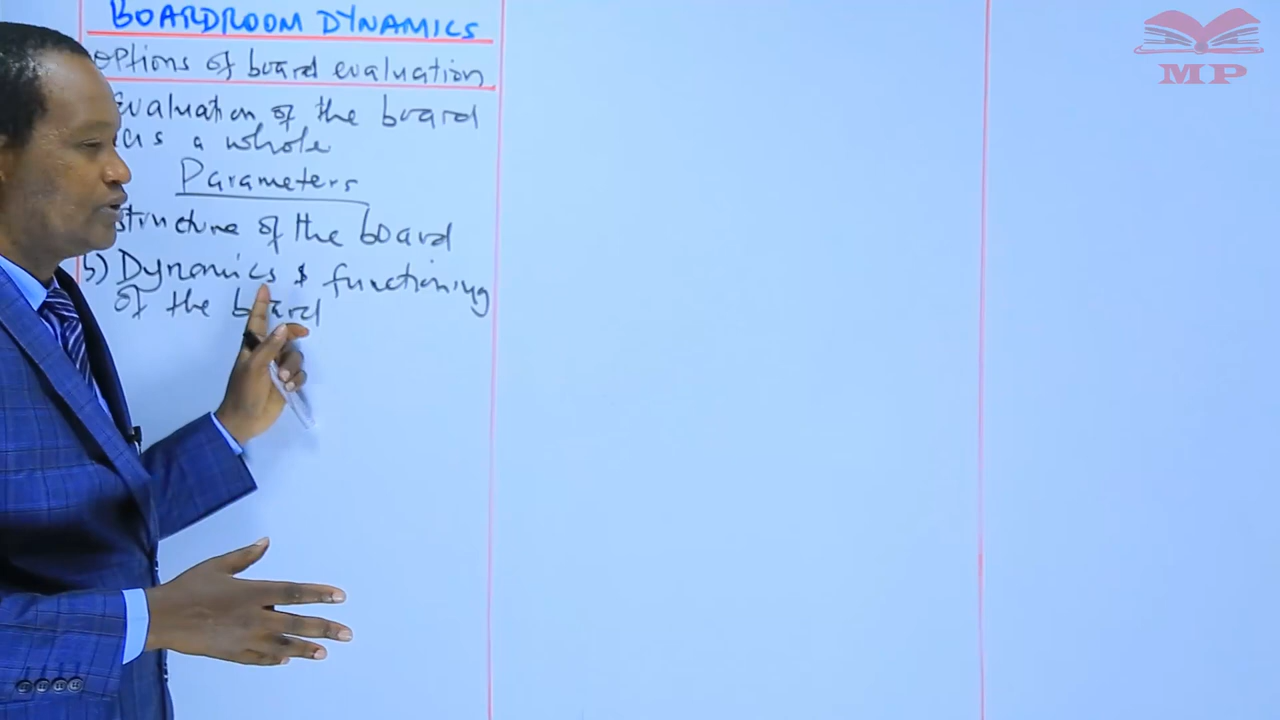 BOARDROOM DYNAMICS
options of board evaluation
Evaluation of the board
as a whole
Parameters
structure of the board
b) Dynamics & functioning
of the board
MP